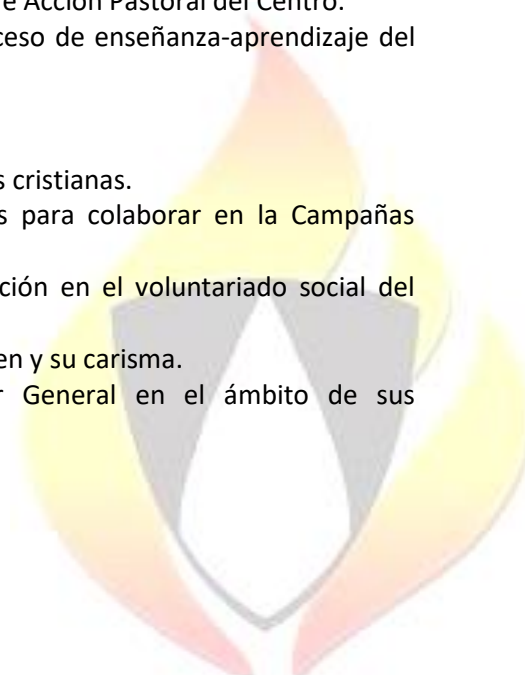 e Acción Pastoral del Centro.
ceso de enseñanza-aprendizaje del
s cristianas.
s para colaborar en la Campañas
ción en el voluntariado social del
en y su carisma.
r General en el ámbito de sus